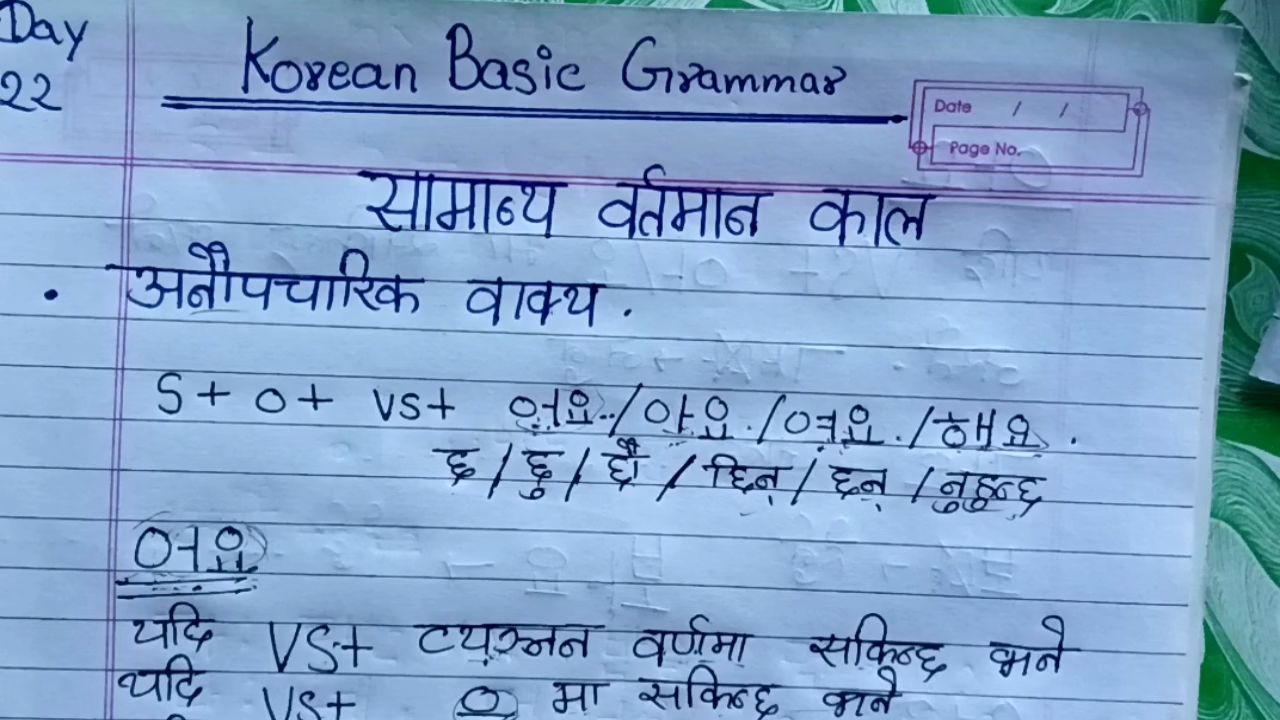 Day
22
Korean Basic Grammar
Date / /
Page No.
सामान्य वर्तमान काल
• अनौपचारिक वाक्य .
S + O + VS + 어요./아요./여요./해요.
छ / छु / छौं / छिन् / छन् / नुहुन्छ
어요
यदि VS+ व्यञ्जन वर्णमा सकिन्छ भने
यदि VS+ 으 मा सकिन्छ भने